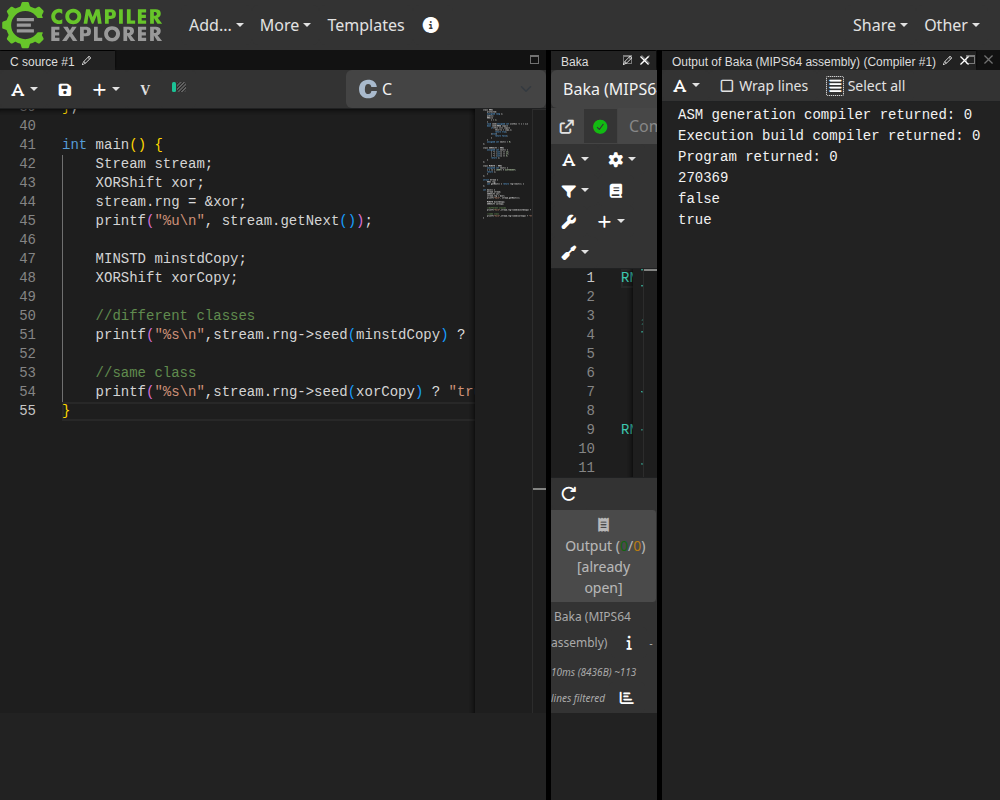 COMPILER EXPLORER
Add... More Templates Share Other
C source #1
A + V C
40
41 int main() {
42 Stream stream;
43 XORShift xor;
44 stream.rng = &xor;
45 printf("%u\n", stream.getNext());
46
47 MINSTD minstdCopy;
48 XORShift xorCopy;
49
50 //different classes
51 printf("%s\n",stream.rng->seed(minstdCopy) ?
52
53 //same class
54 printf("%s\n",stream.rng->seed(xorCopy) ? "tr
55 }
Baka
Baka (MIPS6
Com
A
+
1
2
3
4
5
6
7
8
9
10
11
Output (0/0)
[already
open]
Baka (MIPS64
assembly) i -
10ms (8436B) ~113
lines filtered
Output of Baka (MIPS64 assembly) (Compiler #1)
A Wrap lines Select all
ASM generation compiler returned: 0
Execution build compiler returned: 0
Program returned: 0
270369
false
true